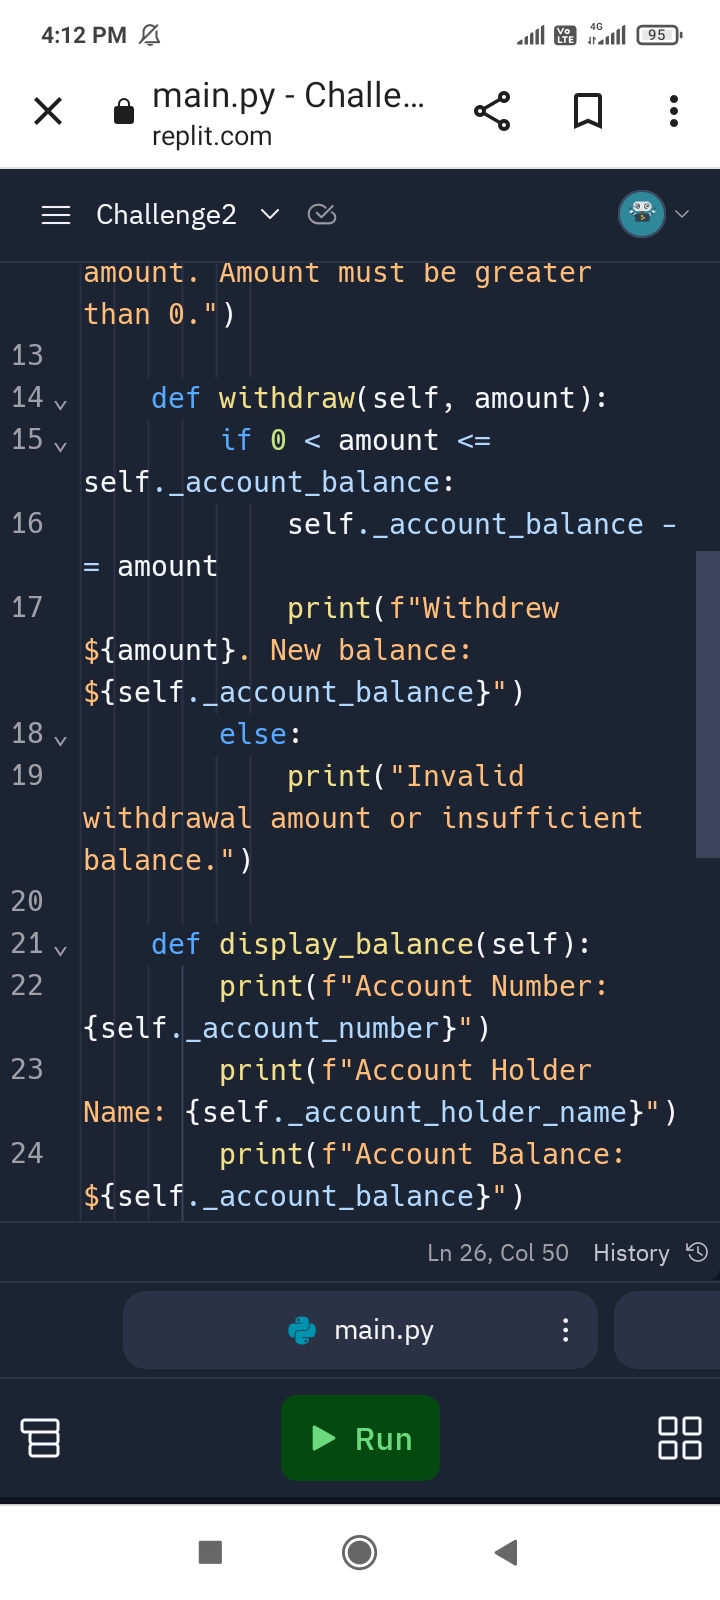 4:12 PM
Vo LTE 4G 95
main.py - Challe...
replit.com
Challenge2
amount. Amount must be greater
than 0.")
13
14 def withdraw(self, amount):
15 if 0 < amount <=
self._account_balance:
16 self._account_balance -
= amount
17 print(f"Withdrew
${amount}. New balance:
${self._account_balance}")
18 else:
19 print("Invalid
withdrawal amount or insufficient
balance.")
20
21 def display_balance(self):
22 print(f"Account Number:
{self._account_number}")
23 print(f"Account Holder
Name: {self._account_holder_name}")
24 print(f"Account Balance:
${self._account_balance}")
Ln 26, Col 50 History
main.py
Run